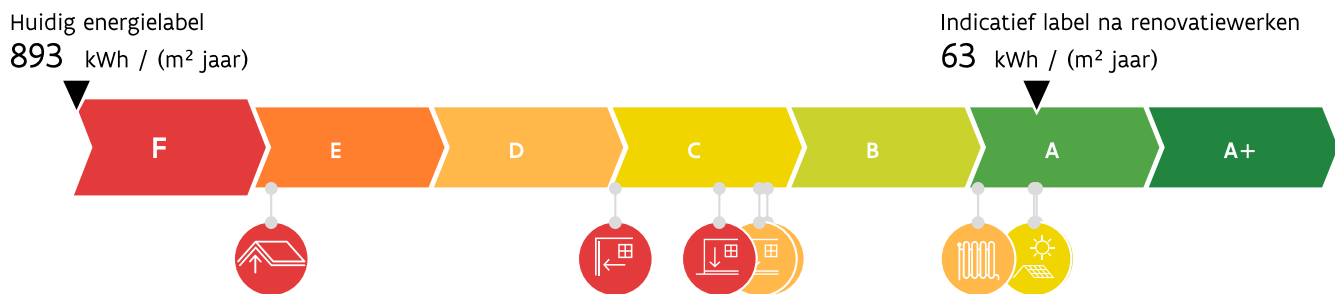 Huidig energielabel
893 kWh / (m² jaar)
Indicatief label na renovatiewerken
63 kWh / (m² jaar)
F E D C B A A+